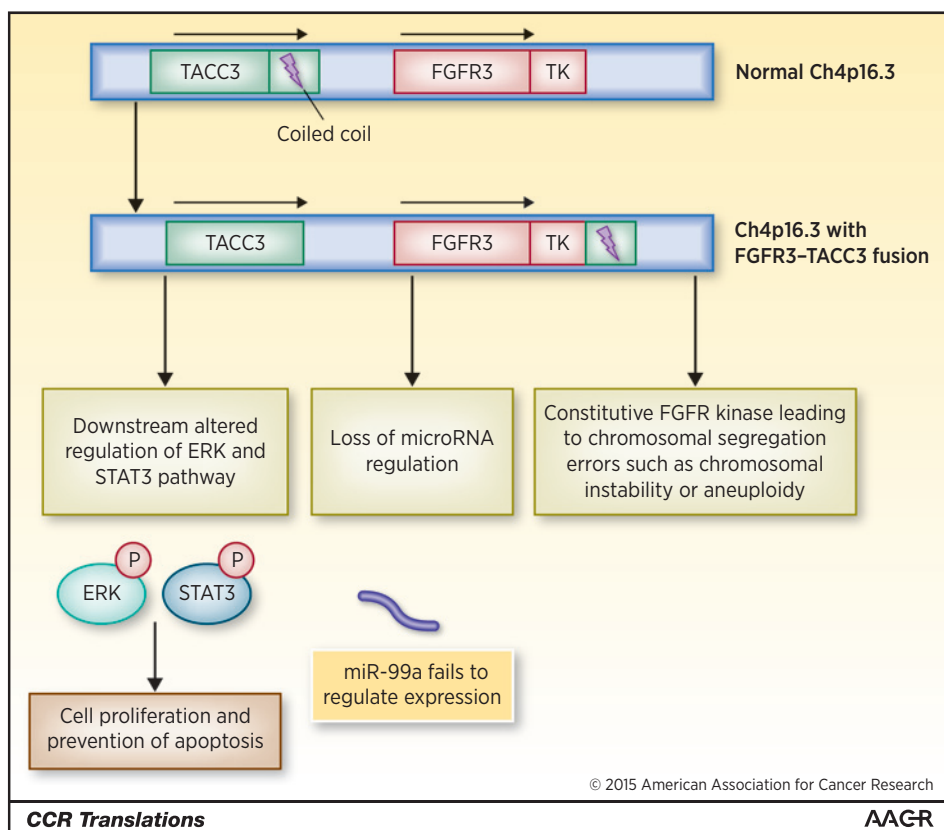 TACC3
FGFR3
TK
Normal Ch4p16.3
Coiled coil
TACC3
FGFR3
TK
Ch4p16.3 with
FGFR3–TACC3 fusion
Downstream altered
regulation of ERK and
STAT3 pathway
Loss of microRNA
regulation
Constitutive FGFR kinase leading
to chromosomal segregation
errors such as chromosomal
instability or aneuploidy
P
P
ERK
STAT3
miR-99a fails to
regulate expression
Cell proliferation and
prevention of apoptosis
© 2015 American Association for Cancer Research
CCR Translations
AACR